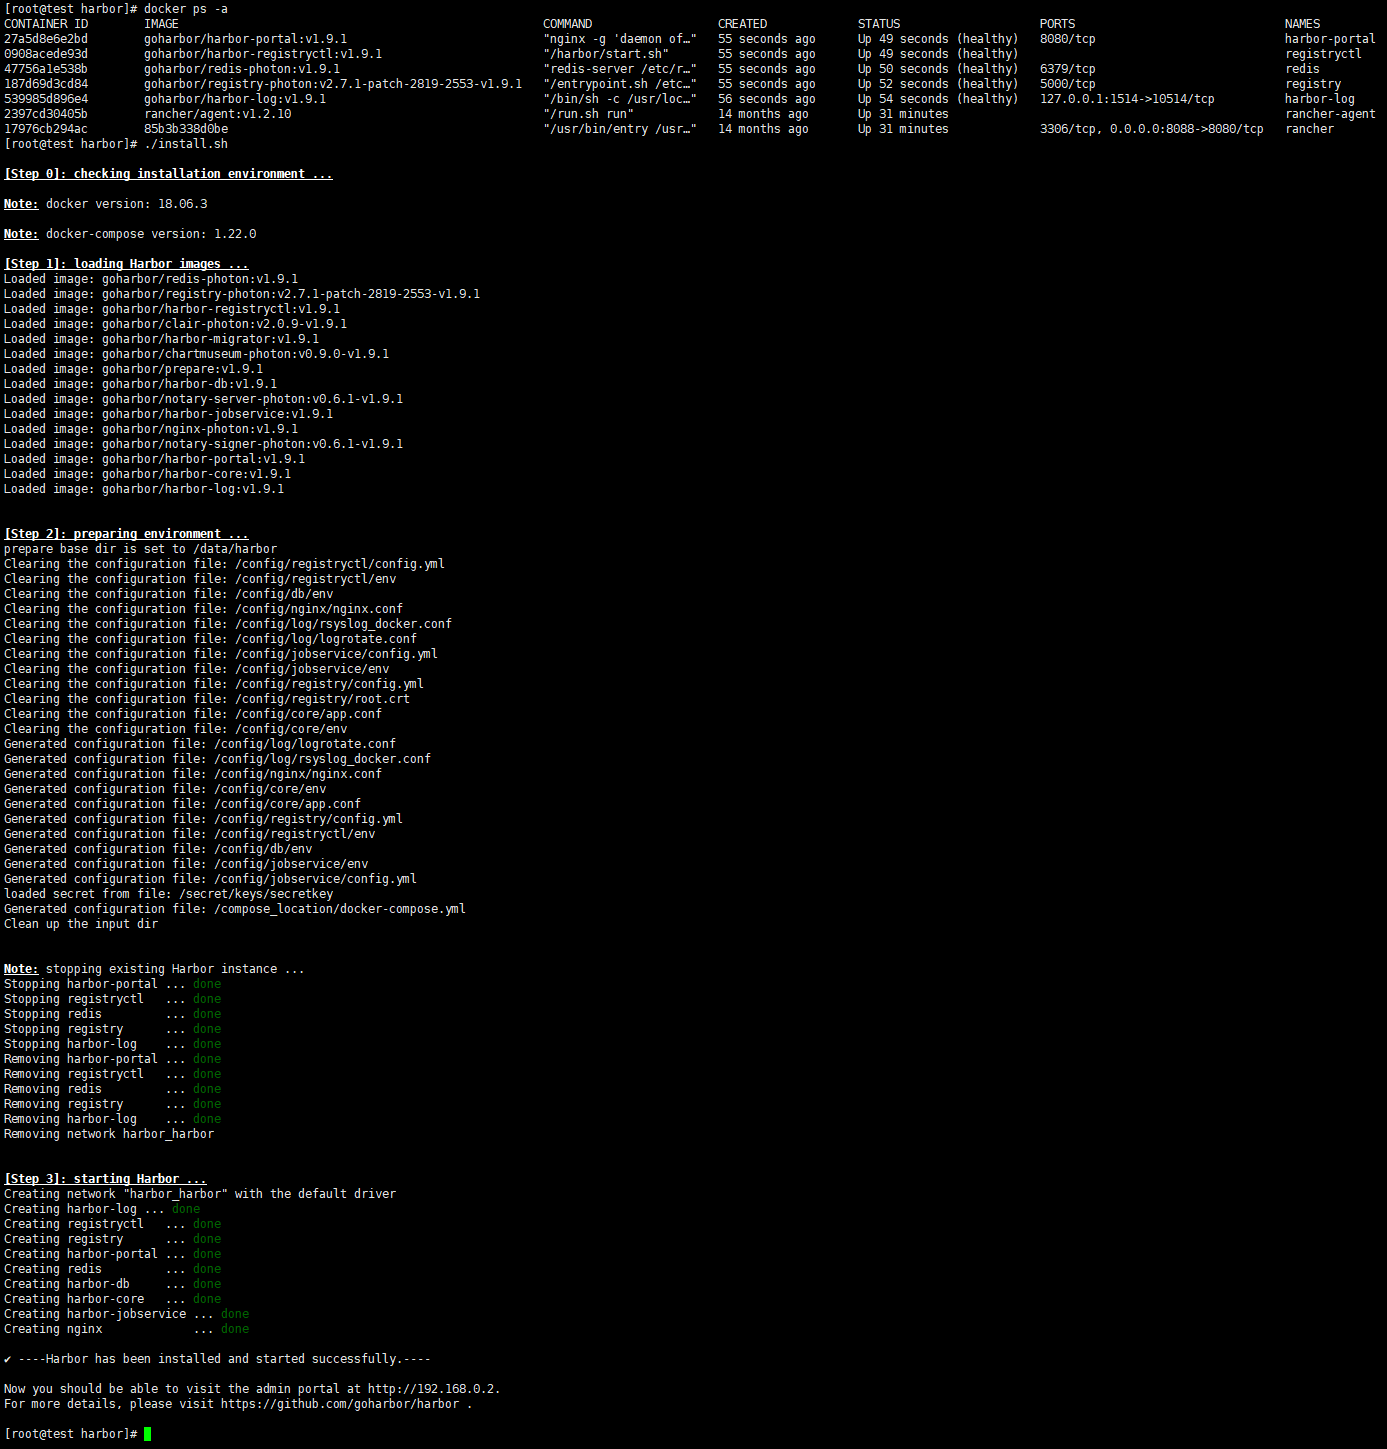 [root@test harbor]# docker ps -a
CONTAINER ID        IMAGE                                                    COMMAND                  CREATED             STATUS                    PORTS                              NAMES
27a5d8e6e2bd        goharbor/harbor-portal:v1.9.1                            "nginx -g 'daemon of…"   55 seconds ago      Up 49 seconds (healthy)   8080/tcp                           harbor-portal
0908acede93d        goharbor/harbor-registryctl:v1.9.1                       "/harbor/start.sh"       55 seconds ago      Up 49 seconds (healthy)                                      registryctl
47756a1e538b        goharbor/redis-photon:v1.9.1                             "redis-server /etc/r…"   55 seconds ago      Up 50 seconds (healthy)   6379/tcp                           redis
187d69d3cd84        goharbor/registry-photon:v2.7.1-patch-2819-2553-v1.9.1   "/entrypoint.sh /etc…"   55 seconds ago      Up 52 seconds (healthy)   5000/tcp                           registry
539985d896e4        goharbor/harbor-log:v1.9.1                               "/bin/sh -c /usr/loc…"   56 seconds ago      Up 54 seconds (healthy)   127.0.0.1:1514->10514/tcp          harbor-log
2397cd30405b        rancher/agent:v1.2.10                                    "/run.sh run"            14 months ago       Up 31 minutes                                                rancher-agent
17976cb294ac        85b3b338d0be                                             "/usr/bin/entry /usr…"   14 months ago       Up 31 minutes             3306/tcp, 0.0.0.0:8088->8080/tcp   rancher
[root@test harbor]# ./install.sh
[Step 0]: checking installation environment ...
Note: docker version: 18.06.3
Note: docker-compose version: 1.22.0
[Step 1]: loading Harbor images ...
Loaded image: goharbor/redis-photon:v1.9.1
Loaded image: goharbor/registry-photon:v2.7.1-patch-2819-2553-v1.9.1
Loaded image: goharbor/harbor-registryctl:v1.9.1
Loaded image: goharbor/clair-photon:v2.0.9-v1.9.1
Loaded image: goharbor/harbor-migrator:v1.9.1
Loaded image: goharbor/chartmuseum-photon:v0.9.0-v1.9.1
Loaded image: goharbor/prepare:v1.9.1
Loaded image: goharbor/harbor-db:v1.9.1
Loaded image: goharbor/notary-server-photon:v0.6.1-v1.9.1
Loaded image: goharbor/harbor-jobservice:v1.9.1
Loaded image: goharbor/nginx-photon:v1.9.1
Loaded image: goharbor/notary-signer-photon:v0.6.1-v1.9.1
Loaded image: goharbor/harbor-portal:v1.9.1
Loaded image: goharbor/harbor-core:v1.9.1
Loaded image: goharbor/harbor-log:v1.9.1
[Step 2]: preparing environment ...
prepare base dir is set to /data/harbor
Clearing the configuration file: /config/registryctl/config.yml
Clearing the configuration file: /config/registryctl/env
Clearing the configuration file: /config/db/env
Clearing the configuration file: /config/nginx/nginx.conf
Clearing the configuration file: /config/log/rsyslog_docker.conf
Clearing the configuration file: /config/log/logrotate.conf
Clearing the configuration file: /config/jobservice/config.yml
Clearing the configuration file: /config/jobservice/env
Clearing the configuration file: /config/registry/config.yml
Clearing the configuration file: /config/registry/root.crt
Clearing the configuration file: /config/core/app.conf
Clearing the configuration file: /config/core/env
Generated configuration file: /config/log/logrotate.conf
Generated configuration file: /config/log/rsyslog_docker.conf
Generated configuration file: /config/nginx/nginx.conf
Generated configuration file: /config/core/env
Generated configuration file: /config/core/app.conf
Generated configuration file: /config/registry/config.yml
Generated configuration file: /config/registryctl/env
Generated configuration file: /config/db/env
Generated configuration file: /config/jobservice/env
Generated configuration file: /config/jobservice/config.yml
loaded secret from file: /secret/keys/secretkey
Generated configuration file: /compose_location/docker-compose.yml
Clean up the input dir
Note: stopping existing Harbor instance ...
Stopping harbor-portal ... done
Stopping registryctl   ... done
Stopping redis         ... done
Stopping registry      ... done
Stopping harbor-log    ... done
Removing harbor-portal ... done
Removing registryctl   ... done
Removing redis         ... done
Removing registry      ... done
Removing harbor-log    ... done
Removing network harbor_harbor
[Step 3]: starting Harbor ...
Creating network "harbor_harbor" with the default driver
Creating harbor-log ... done
Creating registryctl   ... done
Creating registry      ... done
Creating harbor-portal ... done
Creating redis         ... done
Creating harbor-db     ... done
Creating harbor-core   ... done
Creating harbor-jobservice ... done
Creating nginx             ... done
✔ ----Harbor has been installed and started successfully.----
Now you should be able to visit the admin portal at http://192.168.0.2.
For more details, please visit https://github.com/goharbor/harbor .
[root@test harbor]#